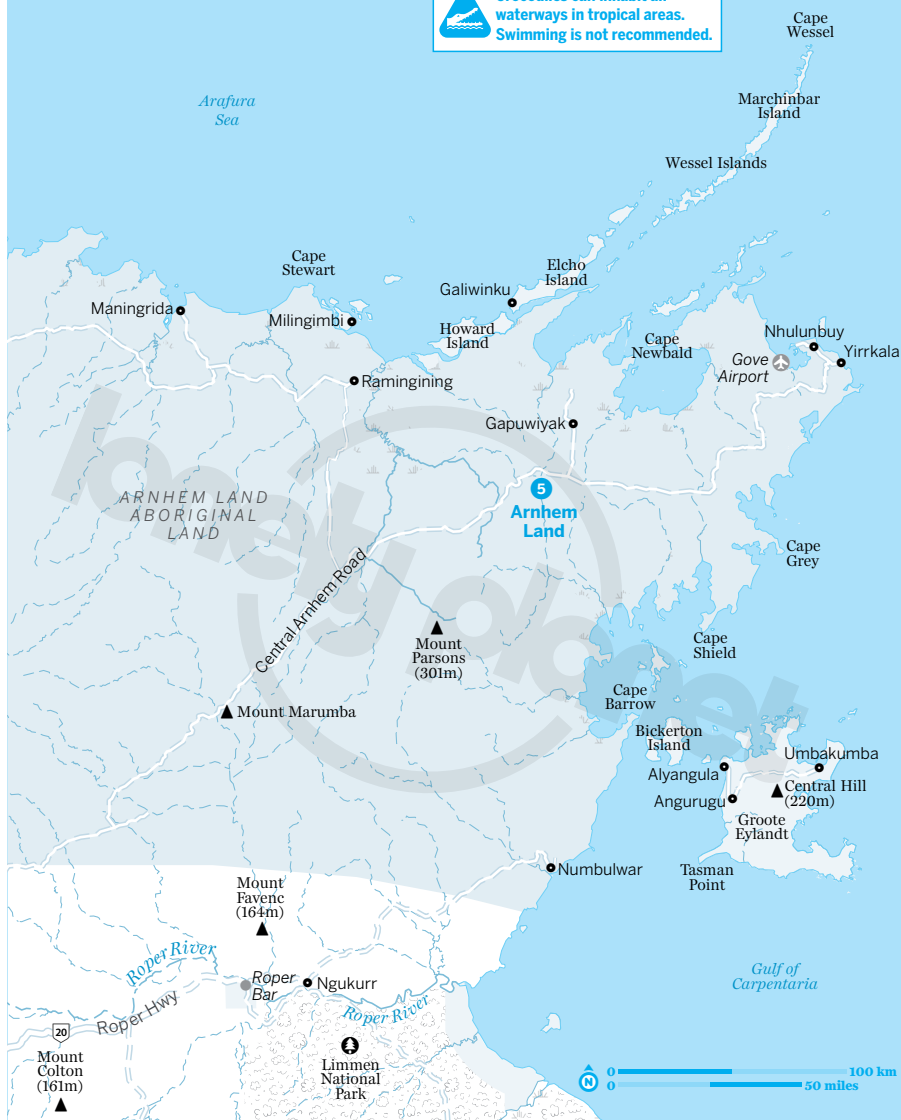 waterways in tropical areas.
Swimming is not recommended.
Cape
Wessel
Arafura
Sea
Marchinbar
Island
Wessel Islands
Cape
Stewart
Elcho
Island
Galiwinku
Maningrida
Milingimbi
Howard
Island
Cape
Newbald
Nhulunbuy
Gove
Airport
Yirrkala
Ramingining
Gapuwiyak
ARNHEM LAND
ABORIGINAL
LAND
5
Arnhem
Land
Cape
Grey
Central Arnhem Road
lonely planet
Mount
Parsons
(301m)
Cape
Shield
Cape
Barrow
Mount Marumba
Bickerton
Island
Umbakumba
Alyangula
Central Hill
(220m)
Angurugu
Groote
Eylandt
Numbulwar
Tasman
Point
Mount
Favenc
(164m)
Roper River
Roper
Bar
Ngukurr
Gulf of
Carpentaria
Roper Hwy
Roper River
20
Mount
Colton
(161m)
Limmen
National
Park
N
0 100 km
0 50 miles